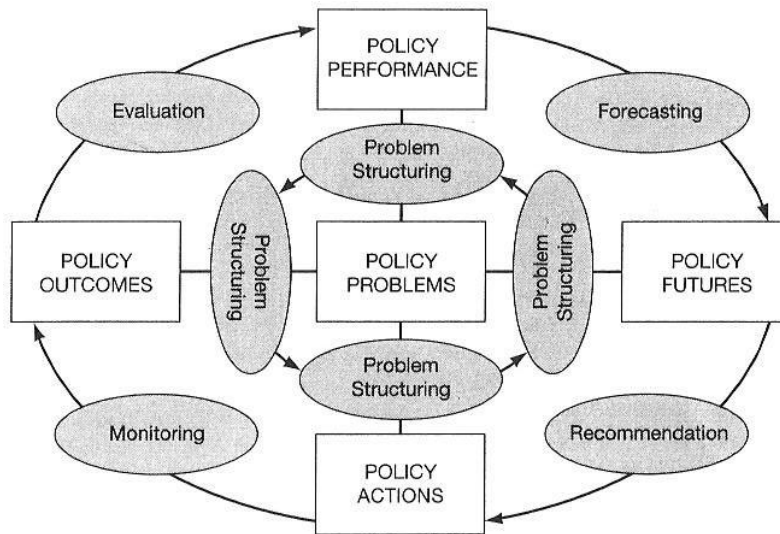 POLICY
PERFORMANCE
Evaluation
Forecasting
Problem
Structuring
POLICY
OUTCOMES
Problem
Structuring
POLICY
PROBLEMS
Problem
Structuring
POLICY
FUTURES
Problem
Structuring
Monitoring
Recommendation
POLICY
ACTIONS